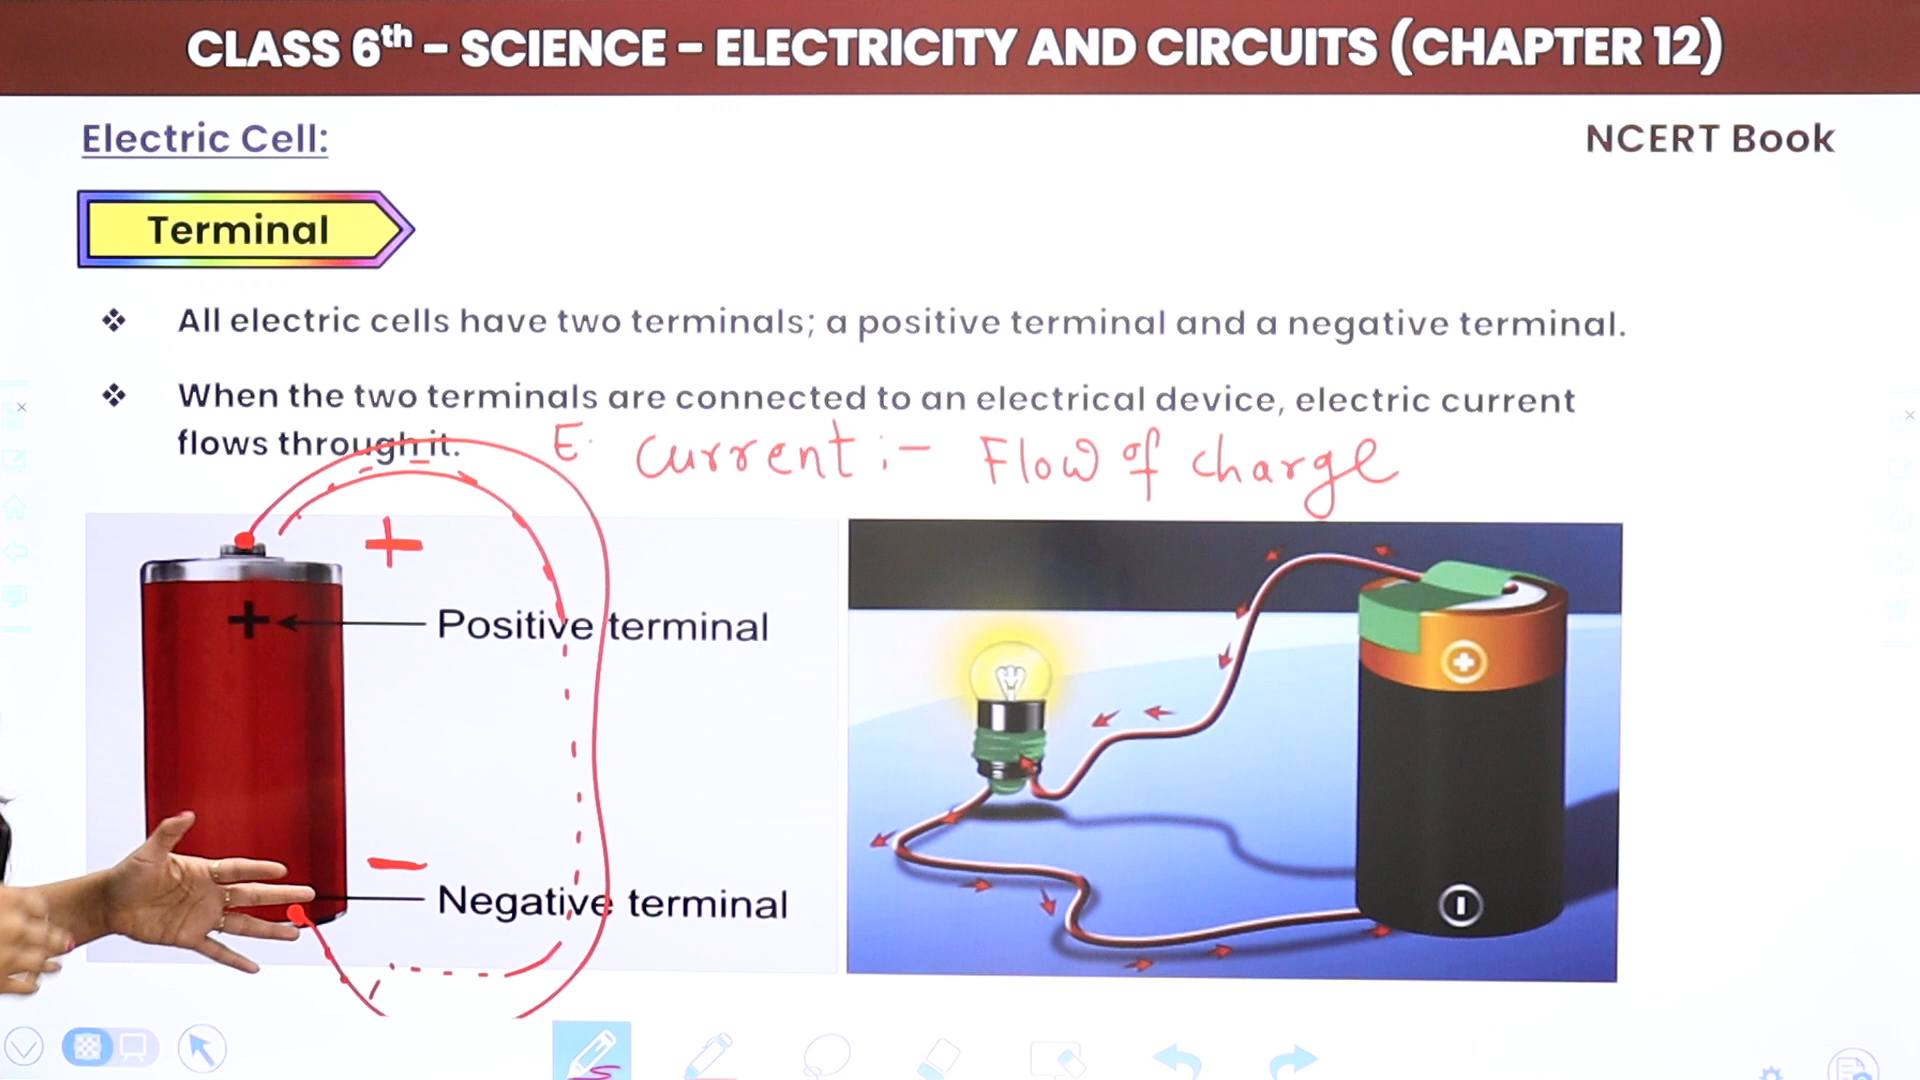 CLASS 6th – SCIENCE – ELECTRICITY AND CIRCUITS (CHAPTER 12)
Electric Cell:
NCERT Book
Terminal
❖ All electric cells have two terminals; a positive terminal and a negative terminal.
❖ When the two terminals are connected to an electrical device, electric current
flows through it.
E. Current :- Flow of charge
+
+
Positive terminal
-
Negative terminal
+